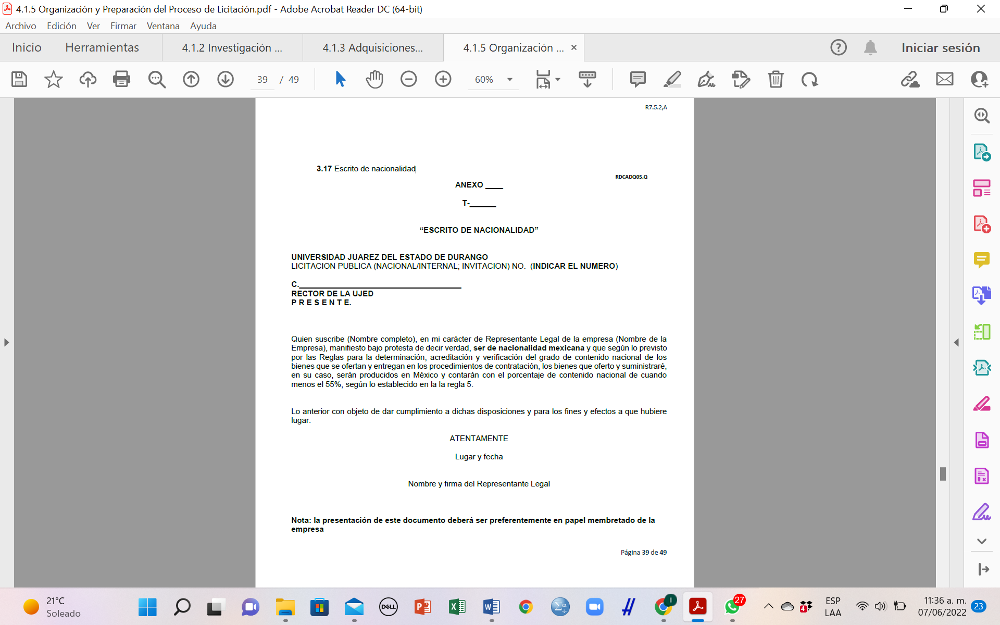 4.1.5 Organización y Preparación del Proceso de Licitación.pdf - Adobe Acrobat Reader DC (64-bit)
Archivo Edición Ver Firmar Ventana Ayuda
Inicio Herramientas 4.1.2 Investigación ... 4.1.3 Adquisiciones... 4.1.5 Organización ... Iniciar sesión
39 / 49 60%
R7.5.2,A
3.17 Escrito de nacionalidad
RDCADQ05,Q
ANEXO ____
T-______
“ESCRITO DE NACIONALIDAD”
UNIVERSIDAD JUAREZ DEL ESTADO DE DURANGO
LICITACION PUBLICA (NACIONAL/INTERNAL; INVITACION) NO. (INDICAR EL NUMERO)
C.______________________________________
RECTOR DE LA UJED
P R E S E N T E.
Quien suscribe (Nombre completo), en mi carácter de Representante Legal de la empresa (Nombre de la
Empresa), manifiesto bajo protesta de decir verdad, ser de nacionalidad mexicana y que según lo previsto
por las Reglas para la determinación, acreditación y verificación del grado de contenido nacional de los
bienes que se ofertan y entregan en los procedimientos de contratación, los bienes que oferto y suministraré,
en su caso, serán producidos en México y contarán con el porcentaje de contenido nacional de cuando
menos el 55%, según lo establecido en la la regla 5.
Lo anterior con objeto de dar cumplimiento a dichas disposiciones y para los fines y efectos a que hubiere
lugar.
ATENTAMENTE
Lugar y fecha
Nombre y firma del Representante Legal
Nota: la presentación de este documento deberá ser preferentemente en papel membretado de la
empresa
Página 39 de 49
21°C
Soleado
DELL
27
4
ESP
LAA
11:36 a. m.
07/06/2022
23